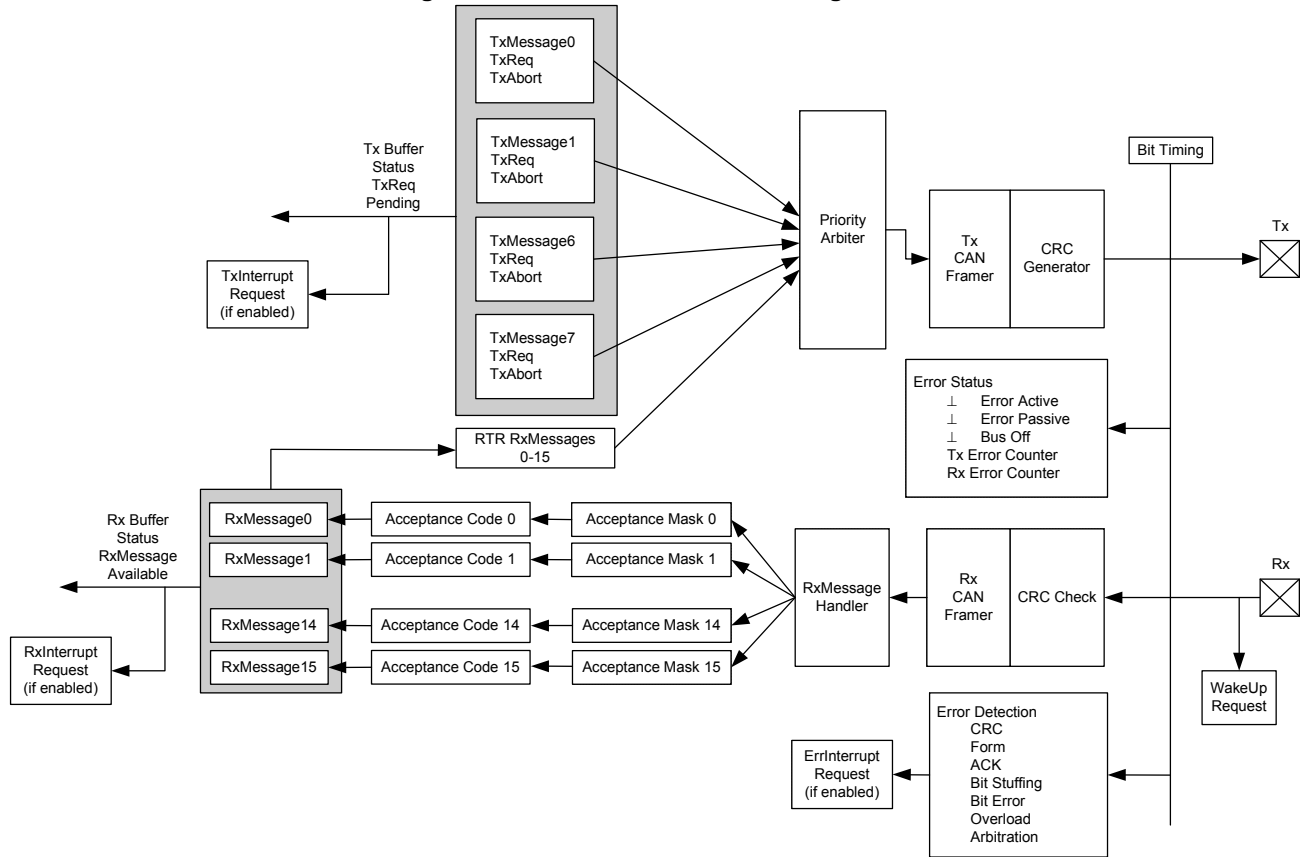 TxMessage0
TxReq
TxAbort
TxMessage1
TxReq
TxAbort
TxMessage6
TxReq
TxAbort
TxMessage7
TxReq
TxAbort
Tx Buffer
Status
TxReq
Pending
TxInterrupt
Request
(if enabled)
Priority
Arbiter
Tx
CAN
Framer
CRC
Generator
Bit Timing
Tx
Error Status
⊥ Error Active
⊥ Error Passive
⊥ Bus Off
Tx Error Counter
Rx Error Counter
RTR RxMessages
0-15
Rx Buffer
Status
RxMessage
Available
RxInterrupt
Request
(if enabled)
RxMessage0
Acceptance Code 0
Acceptance Mask 0
RxMessage1
Acceptance Code 1
Acceptance Mask 1
RxMessage14
Acceptance Code 14
Acceptance Mask 14
RxMessage15
Acceptance Code 15
Acceptance Mask 15
RxMessage
Handler
Rx
CAN
Framer
CRC Check
Rx
WakeUp
Request
Error Detection
CRC
Form
ACK
Bit Stuffing
Bit Error
Overload
Arbitration
ErrInterrupt
Request
(if enabled)